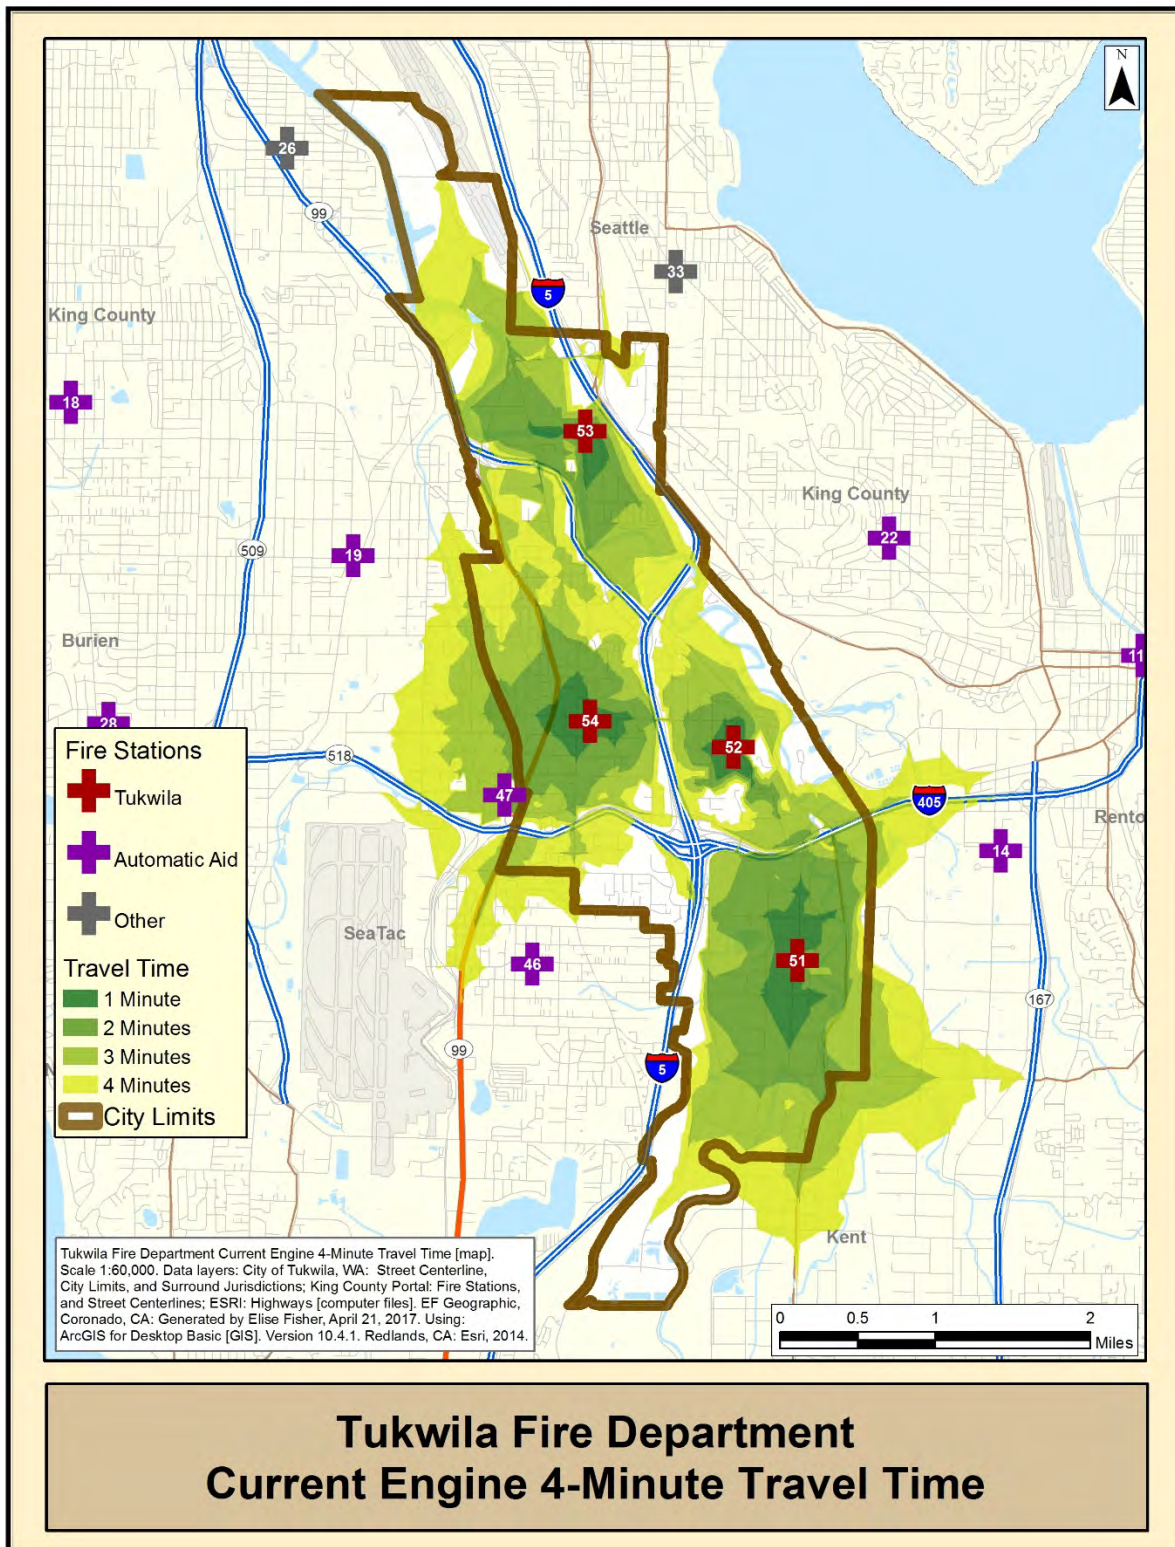 N
26
99
Seattle
33
5
King County
18
53
King County
22
19
509
Burien
11
28
54
52
518
47
405
Rento
14
SeaTac
46
51
167
99
5
Kent
Fire Stations
Tukwila
Automatic Aid
Other
Travel Time
1 Minute
2 Minutes
3 Minutes
4 Minutes
City Limits
N
Tukwila Fire Department Current Engine 4-Minute Travel Time [map].
Scale 1:60,000. Data layers: City of Tukwila, WA: Street Centerline,
City Limits, and Surround Jurisdictions; King County Portal: Fire Stations,
and Street Centerlines; ESRI: Highways [computer files]. EF Geographic,
Coronado, CA: Generated by Elise Fisher, April 21, 2017. Using:
ArcGIS for Desktop Basic [GIS]. Version 10.4.1. Redlands, CA: Esri, 2014.
0 0.5 1 2
Miles
Tukwila Fire Department
Current Engine 4-Minute Travel Time